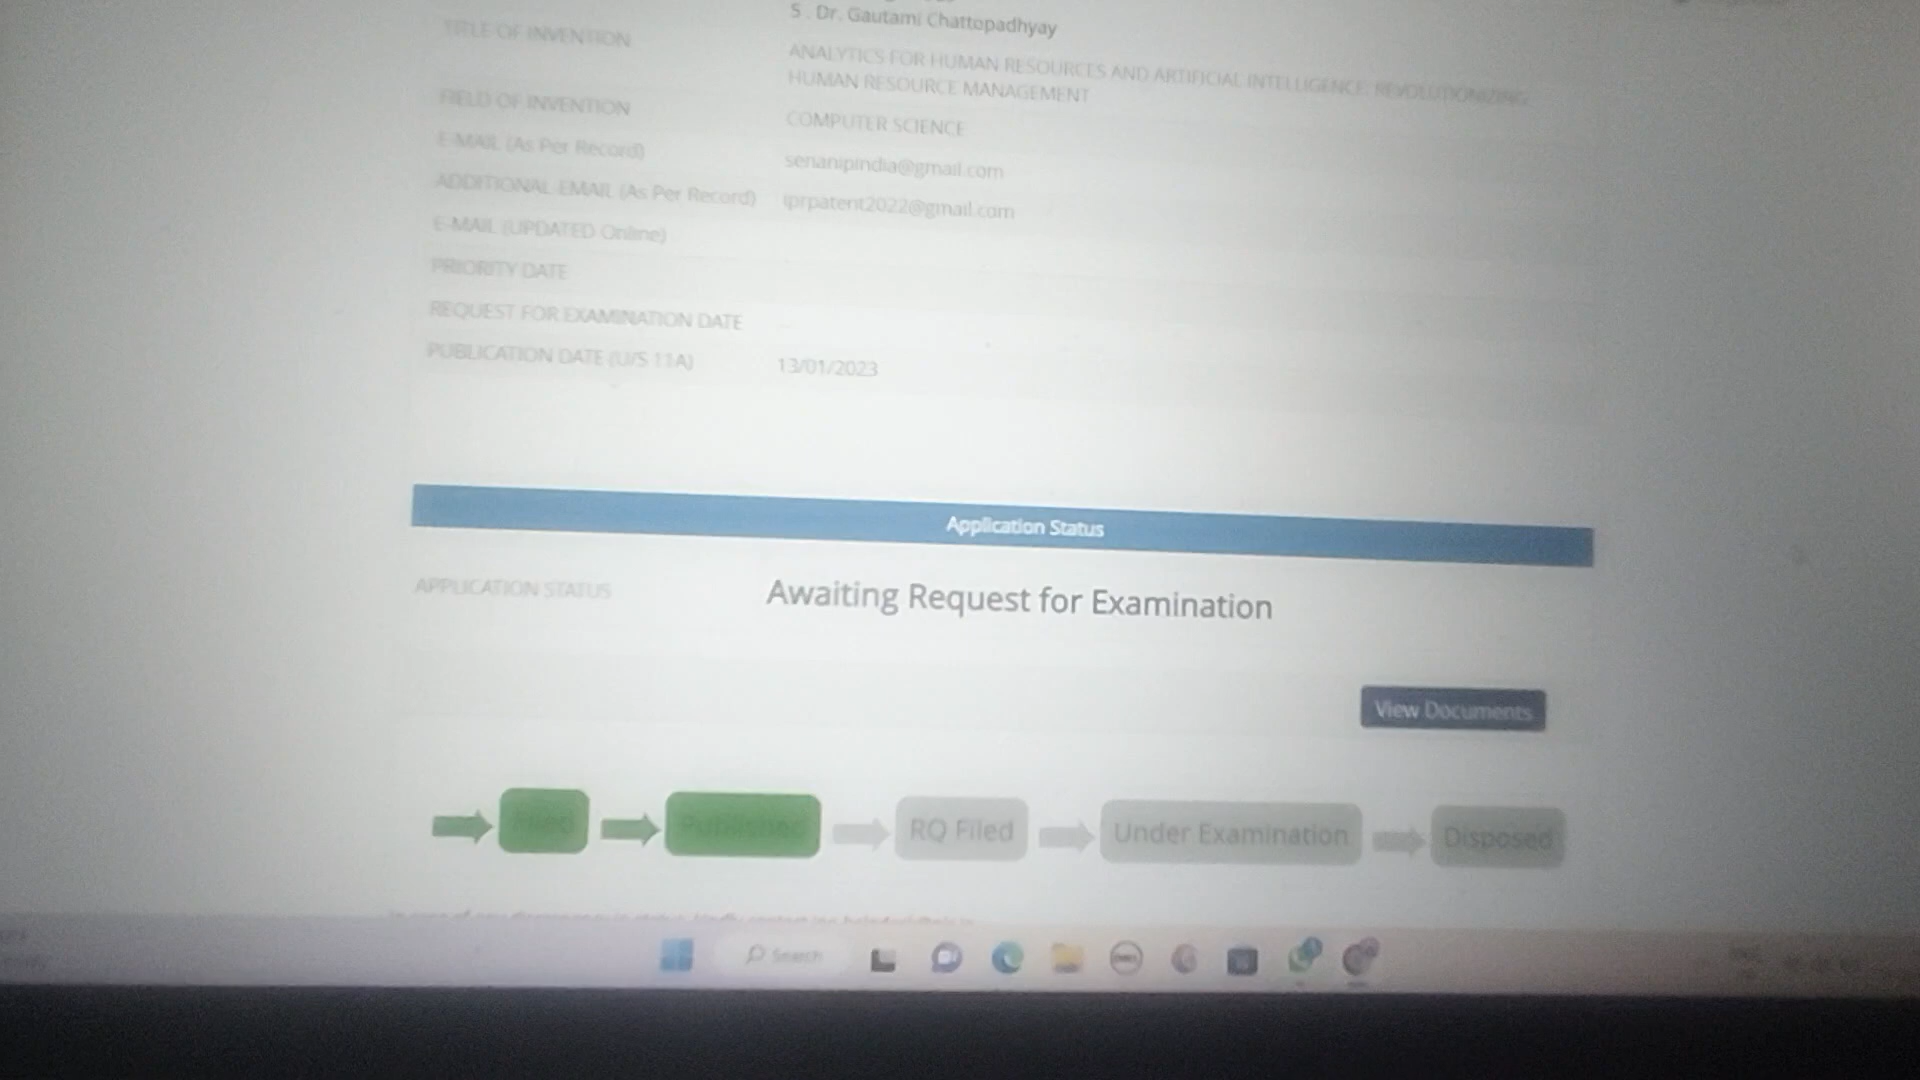 5 . Dr. Gautami Chattopadhyay
TITLE OF INVENTION
ANALYTICS FOR HUMAN RESOURCES AND ARTIFICIAL INTELLIGENCE: REVOLUTIONIZING
HUMAN RESOURCE MANAGEMENT
FIELD OF INVENTION
COMPUTER SCIENCE
E-MAIL (As Per Record)
senanipindia@gmail.com
ADDITIONAL-EMAIL (As Per Record)
iprpatent2022@gmail.com
E-MAIL (UPDATED Online)
PRIORITY DATE
REQUEST FOR EXAMINATION DATE
--
PUBLICATION DATE (U/S 11A)
13/01/2023
Application Status
APPLICATION STATUS
Awaiting Request for Examination
View Documents
Filed
Published
RQ Filed
Under Examination
Disposed
Search